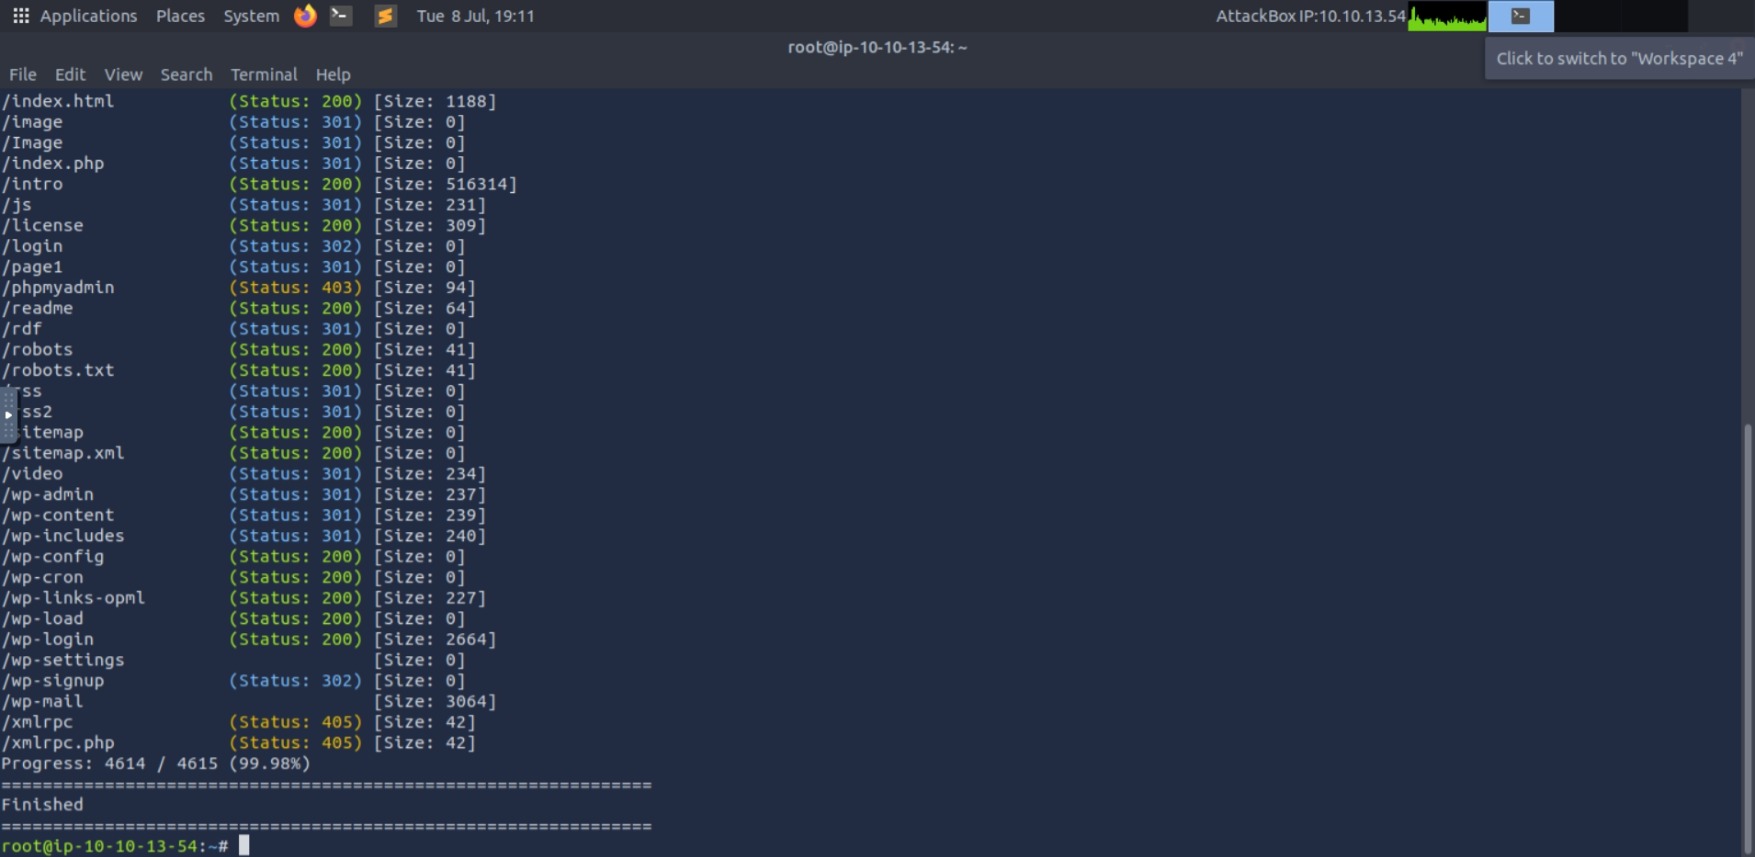 Applications Places System Tue 8 Jul, 19:11 AttackBox IP:10.10.13.54
root@ip-10-10-13-54: ~
Click to switch to "Workspace 4"
File Edit View Search Terminal Help
/index.html (Status: 200) [Size: 1188]
/image (Status: 301) [Size: 0]
/Image (Status: 301) [Size: 0]
/index.php (Status: 301) [Size: 0]
/intro (Status: 200) [Size: 516314]
/js (Status: 301) [Size: 231]
/license (Status: 200) [Size: 309]
/login (Status: 302) [Size: 0]
/page1 (Status: 301) [Size: 0]
/phpmyadmin (Status: 403) [Size: 94]
/readme (Status: 200) [Size: 64]
/rdf (Status: 301) [Size: 0]
/robots (Status: 200) [Size: 41]
/robots.txt (Status: 200) [Size: 41]
ss (Status: 301) [Size: 0]
ss2 (Status: 301) [Size: 0]
itemap (Status: 200) [Size: 0]
/sitemap.xml (Status: 200) [Size: 0]
/video (Status: 301) [Size: 234]
/wp-admin (Status: 301) [Size: 237]
/wp-content (Status: 301) [Size: 239]
/wp-includes (Status: 301) [Size: 240]
/wp-config (Status: 200) [Size: 0]
/wp-cron (Status: 200) [Size: 0]
/wp-links-opml (Status: 200) [Size: 227]
/wp-load (Status: 200) [Size: 0]
/wp-login (Status: 200) [Size: 2664]
/wp-settings [Size: 0]
/wp-signup (Status: 302) [Size: 0]
/wp-mail [Size: 3064]
/xmlrpc (Status: 405) [Size: 42]
/xmlrpc.php (Status: 405) [Size: 42]
Progress: 4614 / 4615 (99.98%)
===============================================================
Finished
===============================================================
root@ip-10-10-13-54:~#